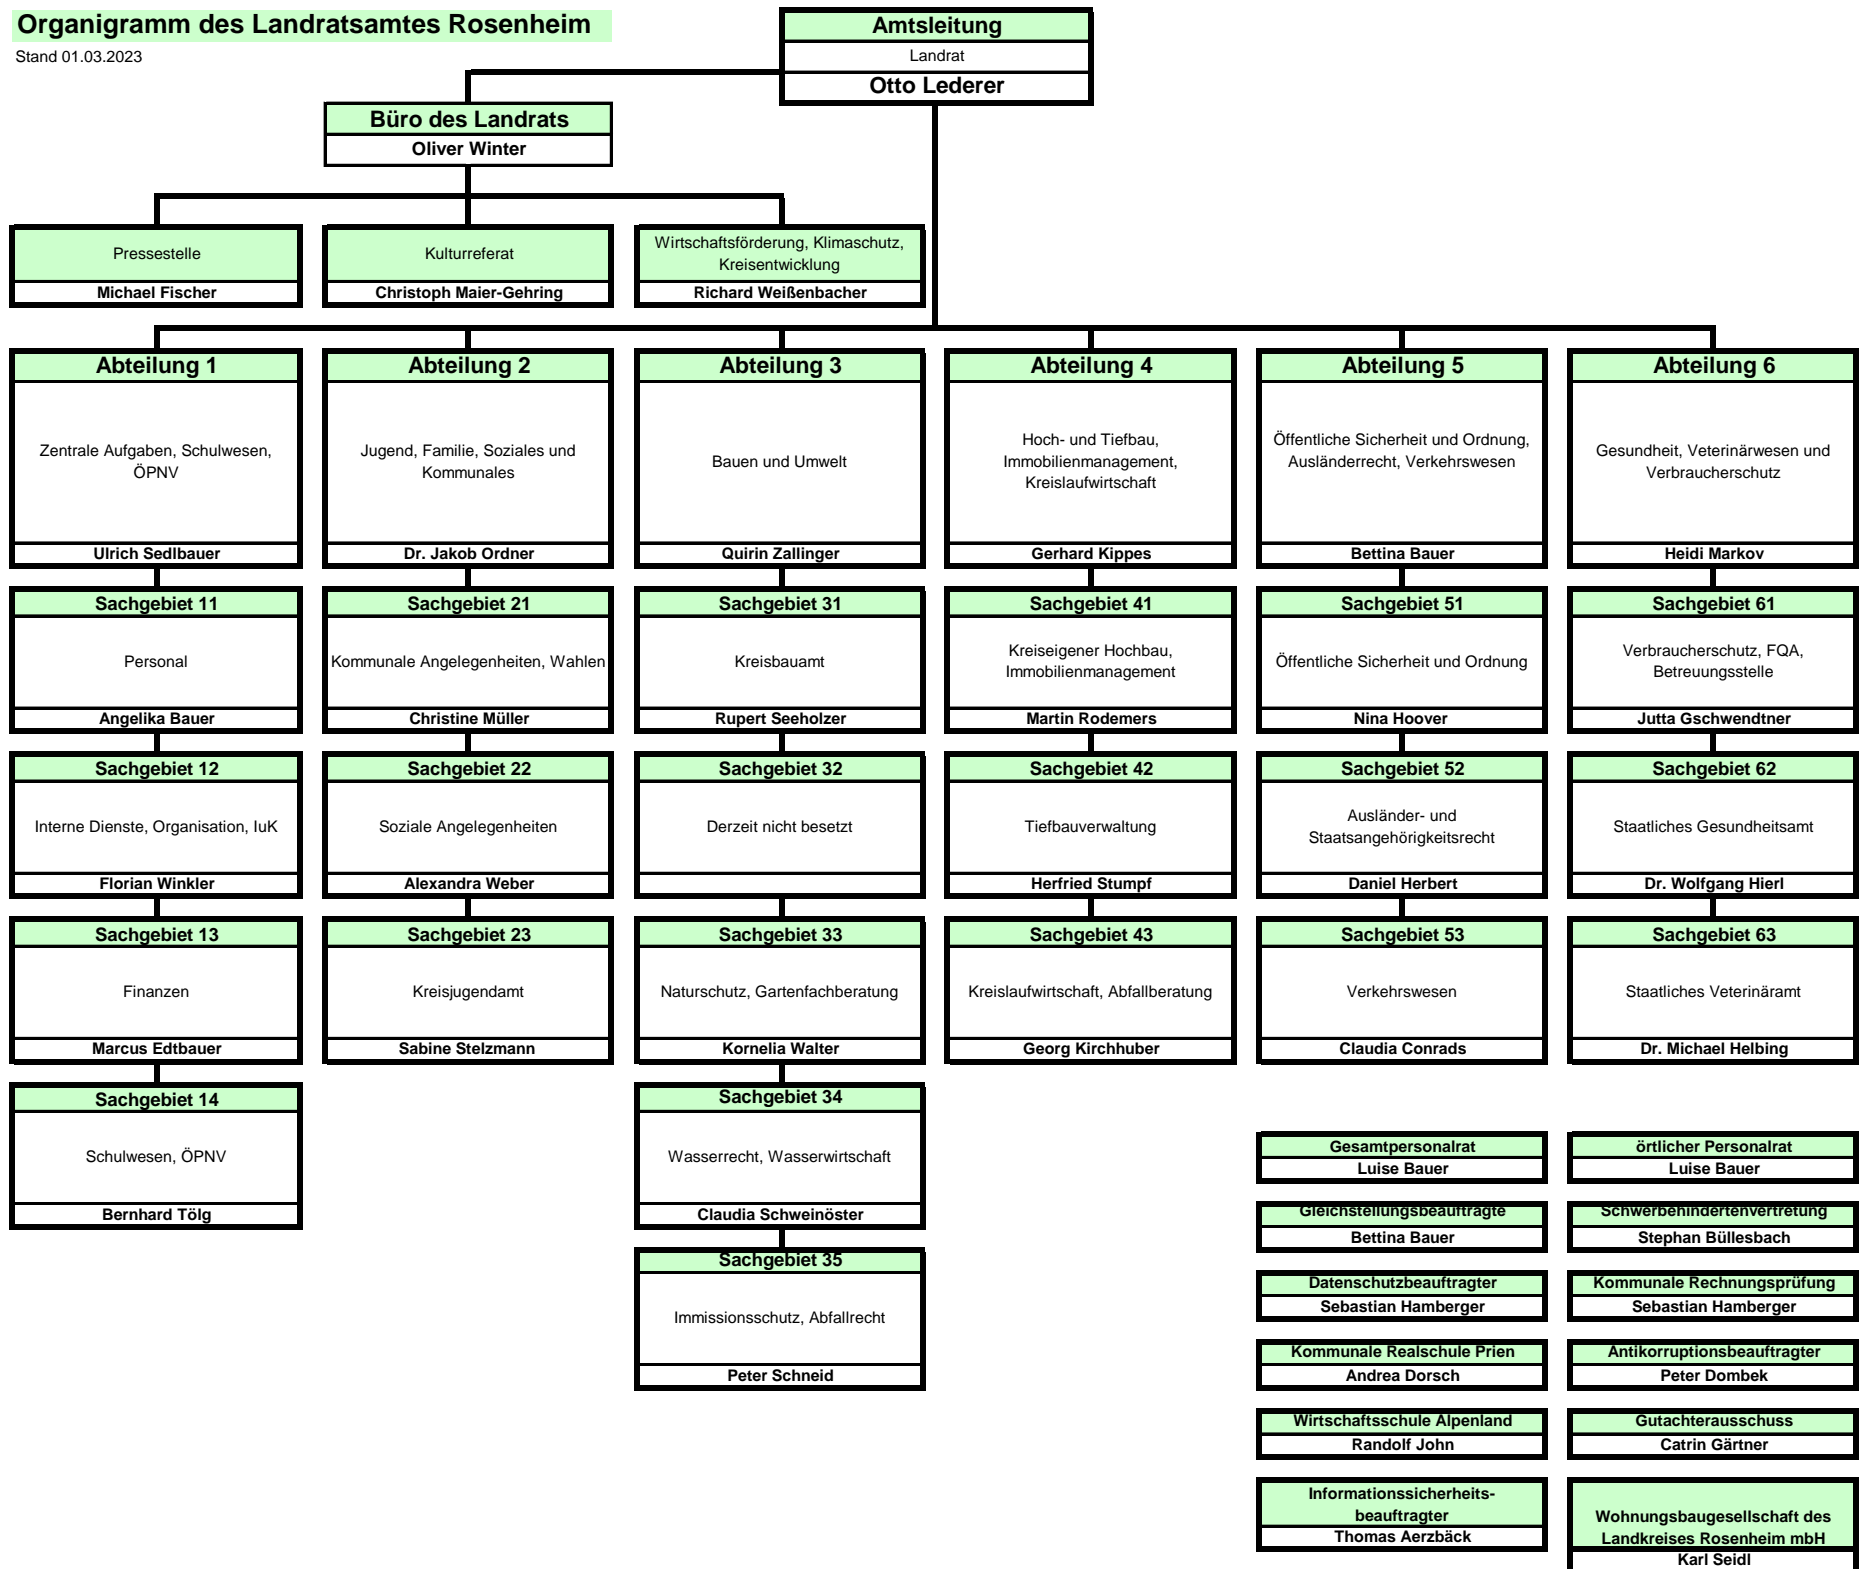 Organigramm des Landratsamtes Rosenheim
Stand 01.03.2023
Amtsleitung
Landrat
Otto Lederer
Büro des Landrats
Oliver Winter
Pressestelle
Michael Fischer
Kulturreferat
Christoph Maier-Gehring
Wirtschaftsförderung, Klimaschutz,
Kreisentwicklung
Richard Weißenbacher
Abteilung 1
Zentrale Aufgaben, Schulwesen,
ÖPNV
Ulrich Sedlbauer
Sachgebiet 11
Personal
Angelika Bauer
Sachgebiet 12
Interne Dienste, Organisation, IuK
Florian Winkler
Sachgebiet 13
Finanzen
Marcus Edtbauer
Sachgebiet 14
Schulwesen, ÖPNV
Bernhard Tölg
Abteilung 2
Jugend, Familie, Soziales und
Kommunales
Dr. Jakob Ordner
Sachgebiet 21
Kommunale Angelegenheiten, Wahlen
Christine Müller
Sachgebiet 22
Soziale Angelegenheiten
Alexandra Weber
Sachgebiet 23
Kreisjugendamt
Sabine Stelzmann
Abteilung 3
Bauen und Umwelt
Quirin Zallinger
Sachgebiet 31
Kreisbauamt
Rupert Seeholzer
Sachgebiet 32
Derzeit nicht besetzt
Sachgebiet 33
Naturschutz, Gartenfachberatung
Kornelia Walter
Sachgebiet 34
Wasserrecht, Wasserwirtschaft
Claudia Schweinöster
Sachgebiet 35
Immissionsschutz, Abfallrecht
Peter Schneid
Abteilung 4
Hoch- und Tiefbau,
Immobilienmanagement,
Kreislaufwirtschaft
Gerhard Kippes
Sachgebiet 41
Kreiseigener Hochbau,
Immobilienmanagement
Martin Rodemers
Sachgebiet 42
Tiefbauverwaltung
Herfried Stumpf
Sachgebiet 43
Kreislaufwirtschaft, Abfallberatung
Georg Kirchhuber
Abteilung 5
Öffentliche Sicherheit und Ordnung,
Ausländerrecht, Verkehrswesen
Bettina Bauer
Sachgebiet 51
Öffentliche Sicherheit und Ordnung
Nina Hoover
Sachgebiet 52
Ausländer- und
Staatsangehörigkeitsrecht
Daniel Herbert
Sachgebiet 53
Verkehrswesen
Claudia Conrads
Abteilung 6
Gesundheit, Veterinärwesen und
Verbraucherschutz
Heidi Markov
Sachgebiet 61
Verbraucherschutz, FQA,
Betreuungsstelle
Jutta Gschwendtner
Sachgebiet 62
Staatliches Gesundheitsamt
Dr. Wolfgang Hierl
Sachgebiet 63
Staatliches Veterinäramt
Dr. Michael Helbing
Gesamtpersonalrat
Luise Bauer
örtlicher Personalrat
Luise Bauer
Gleichstellungsbeauftragte
Bettina Bauer
Schwerbehindertenvertretung
Stephan Büllesbach
Datenschutzbeauftragter
Sebastian Hamberger
Kommunale Rechnungsprüfung
Sebastian Hamberger
Kommunale Realschule Prien
Andrea Dorsch
Antikorruptionsbeauftragter
Peter Dombek
Wirtschaftsschule Alpenland
Randolf John
Gutachterausschuss
Catrin Gärtner
Informationssicherheits-
beauftragter
Thomas Aerzbäck
Wohnungsbaugesellschaft des
Landkreises Rosenheim mbH
Karl Seidl